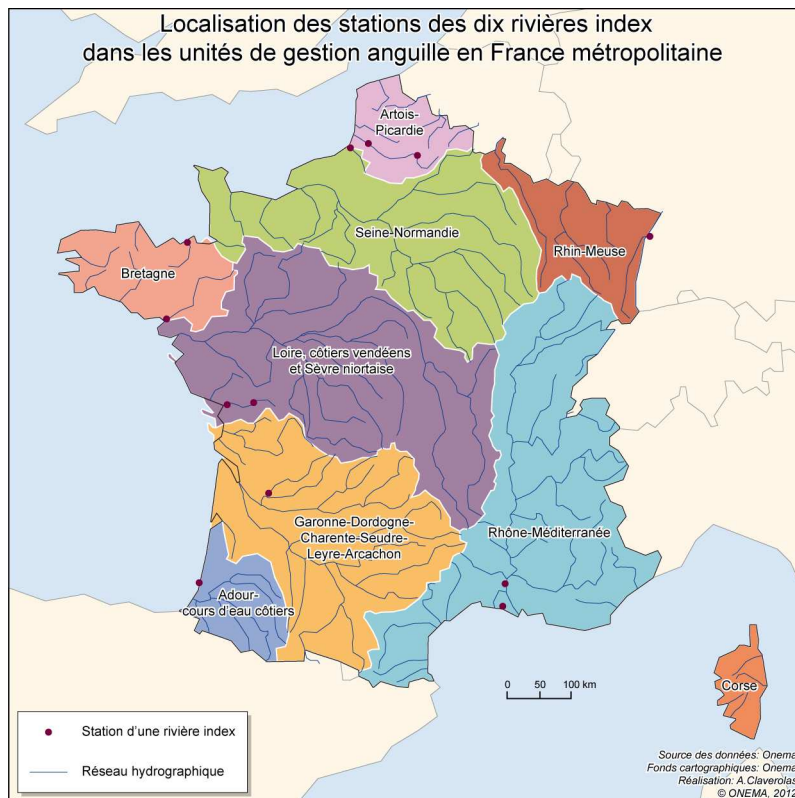 Localisation des stations des dix rivières index
dans les unités de gestion anguille en France métropolitaine
Artois-
Picardie
Seine-Normandie
Rhin-Meuse
Bretagne
Loire, côtiers vendéens
et Sèvre niortaise
Garonne-Dordogne-
Charente-Seudre-
Leyre-Arcachon
Rhône-Méditerranée
Adour-
cours d'eau côtiers
Corse
0 50 100 km
Station d'une rivière index
Réseau hydrographique
Source des données: Onema
Fonds cartographiques: Onema
Réalisation: A.Claverolas
© ONEMA, 2012